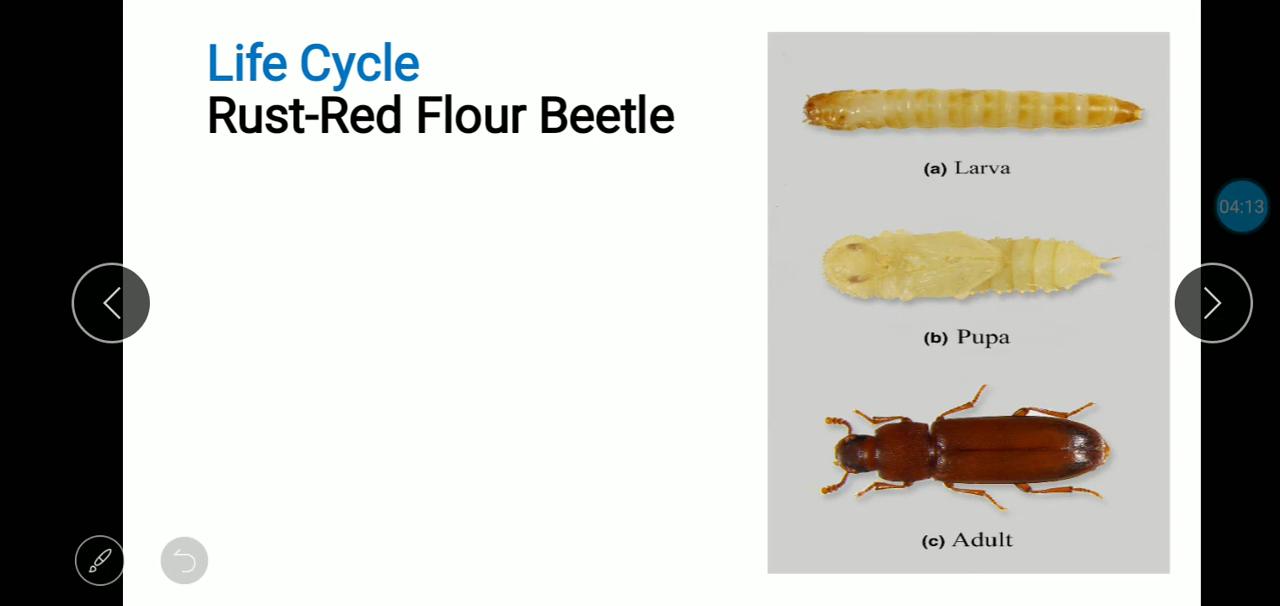 Life Cycle
Rust-Red Flour Beetle
(a) Larva
04:13
(b) Pupa
(c) Adult